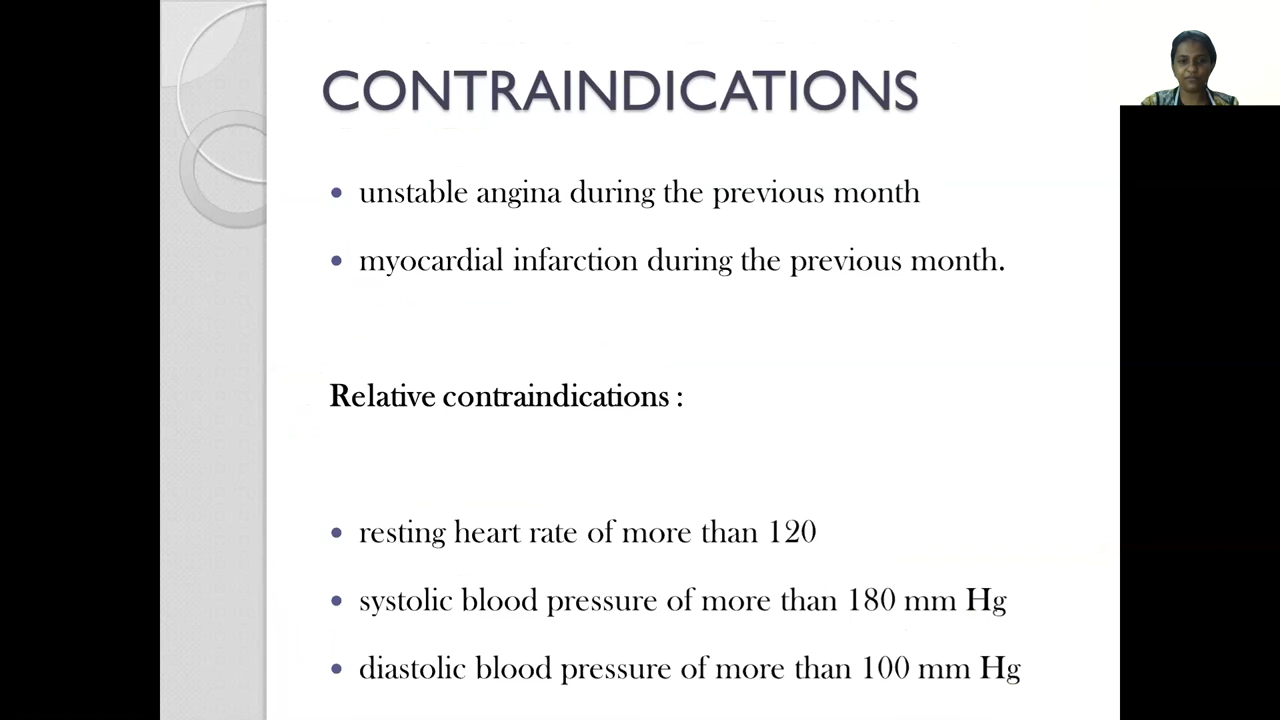 CONTRAINDICATIONS
• unstable angina during the previous month
• myocardial infarction during the previous month.
Relative contraindications :
• resting heart rate of more than 120
• systolic blood pressure of more than 180 mm Hg
• diastolic blood pressure of more than 100 mm Hg